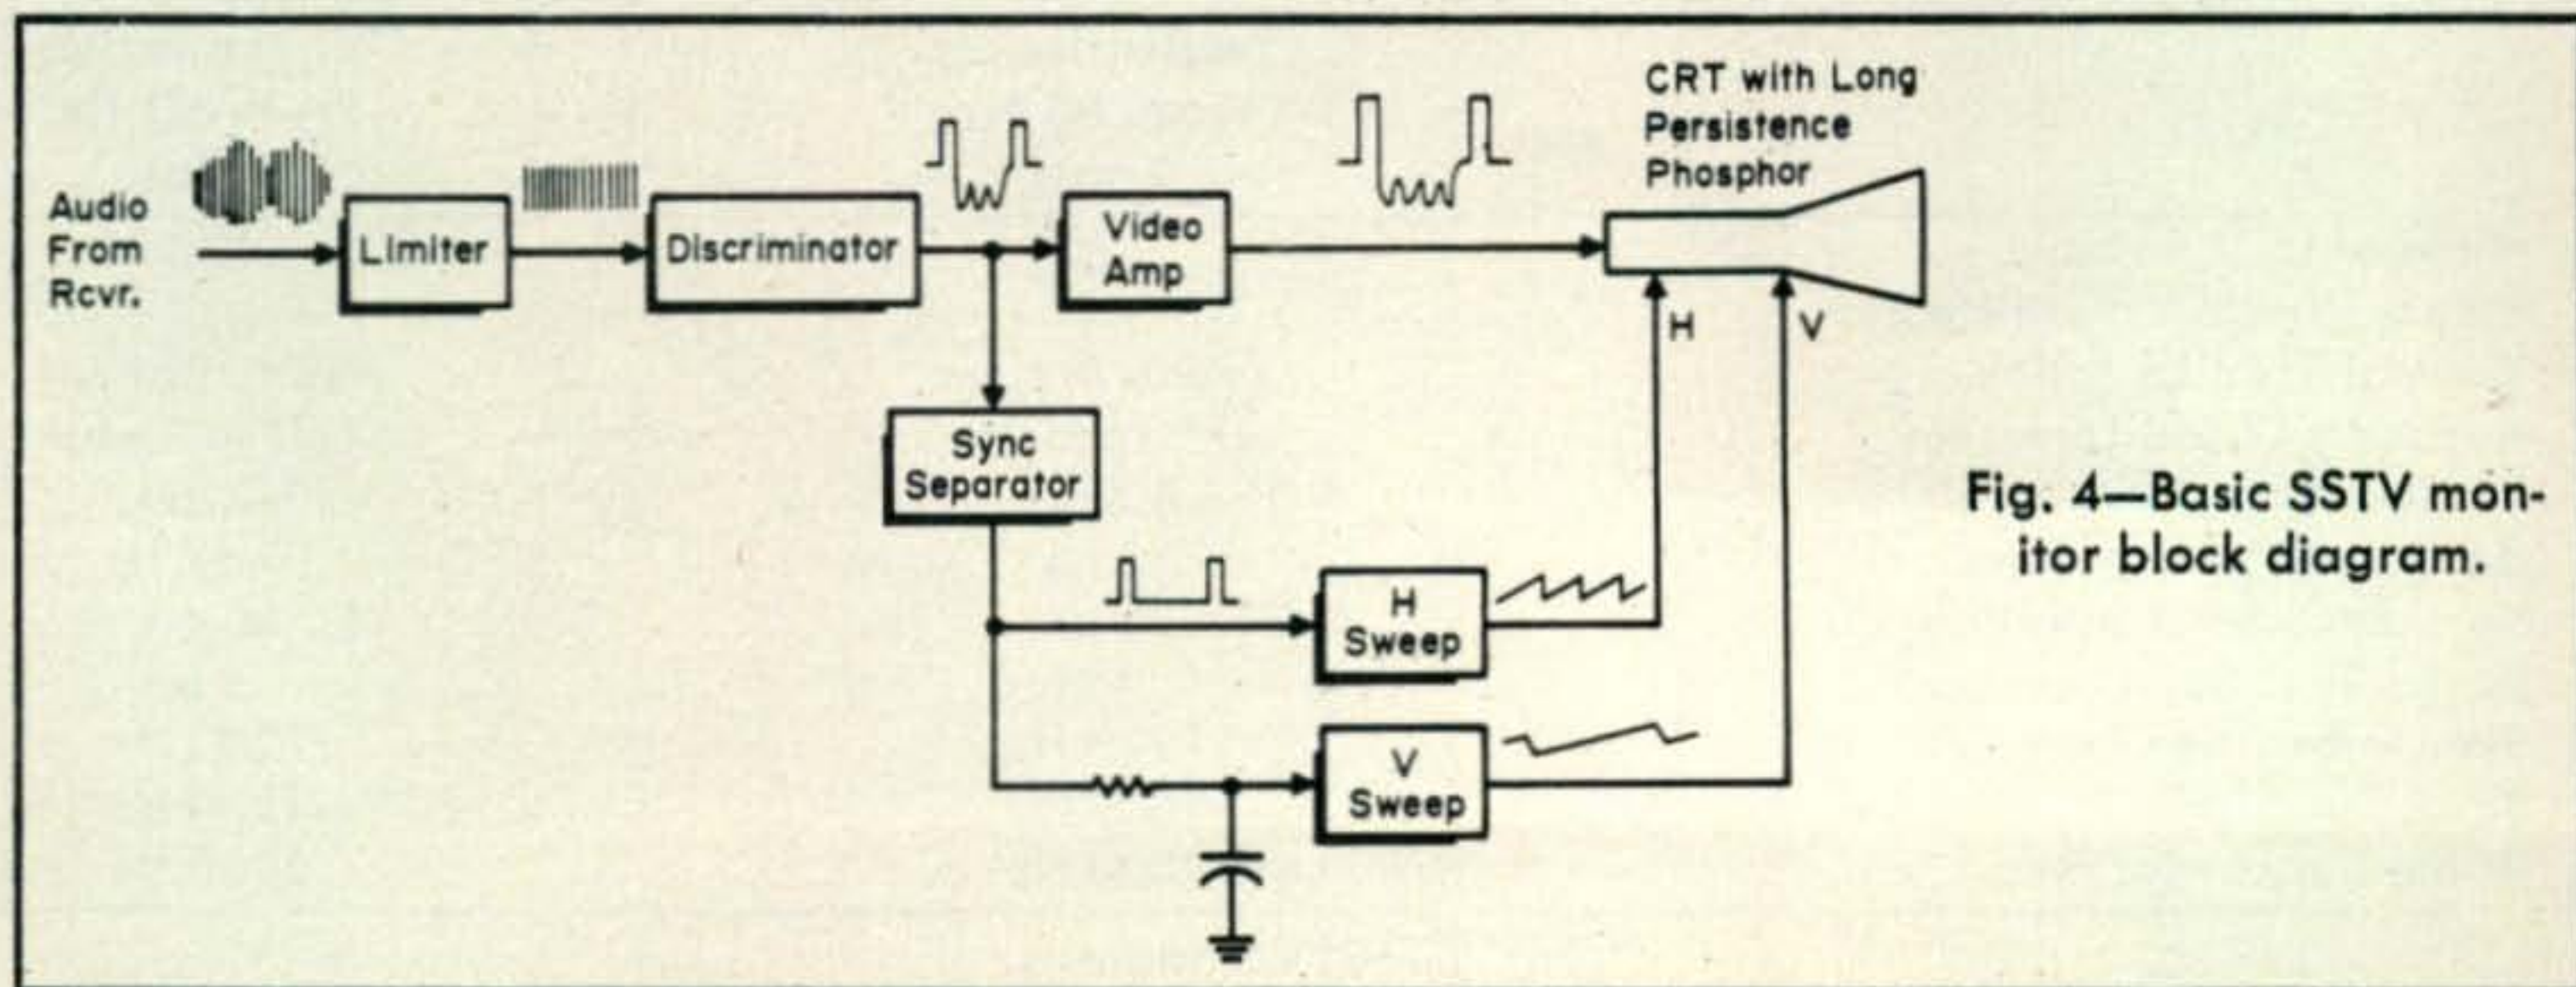 CRT with Long
Persistence
Phosphor
Audio
From
Rcvr.
Limiter
Discriminator
Video
Amp
H
V
Sync
Separator
H
Sweep
V
Sweep
Fig. 4—Basic SSTV mon-
itor block diagram.